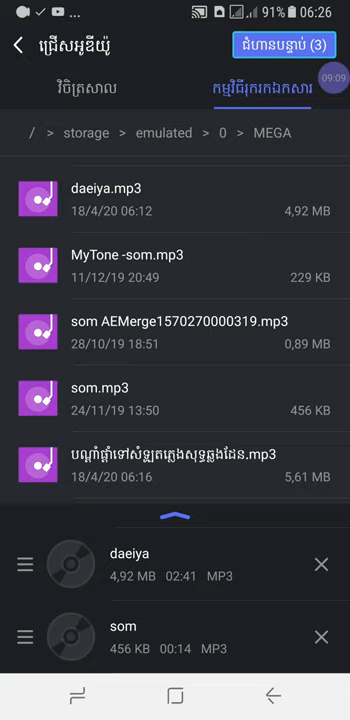 91% 06:26
ជ្រើសអូឌីយ៉ូ
ជំហានបន្ទាប់ (3)
09:09
វិចិត្រសាល
កម្មវិធីរុករកឯកសារ
/ > storage > emulated > 0 > MEGA
daeiya.mp3
18/4/20 06:12 4,92 MB
MyTone -som.mp3
11/12/19 20:49 229 KB
som AEMerge1570270000319.mp3
28/10/19 18:51 0,89 MB
som.mp3
24/11/19 13:50 456 KB
បណ្ដាំផ្ញើទៅសំឡេងភ្លេងសុទ្ធឆ្លងដែន.mp3
18/4/20 06:16 5,61 MB
daeiya
4,92 MB 02:41 MP3
som
456 KB 00:14 MP3